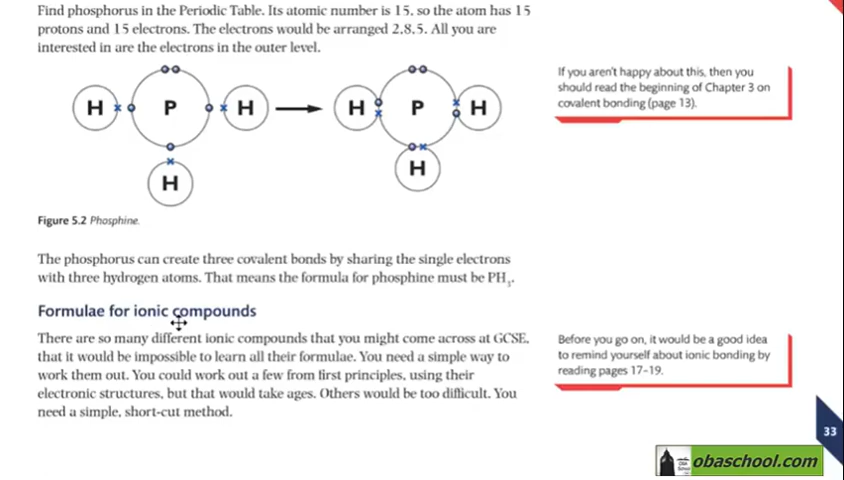 Find phosphorus in the Periodic Table. Its atomic number is 15, so the atom has 15
protons and 15 electrons. The electrons would be arranged 2,8,5. All you are
interested in are the electrons in the outer level.
H P H H P H
H H
If you aren't happy about this, then you
should read the beginning of Chapter 3 on
covalent bonding (page 13).
Figure 5.2 Phosphine.
The phosphorus can create three covalent bonds by sharing the single electrons
with three hydrogen atoms. That means the formula for phosphine must be PH3.
Formulae for ionic compounds
There are so many different ionic compounds that you might come across at GCSE,
that it would be impossible to learn all their formulae. You need a simple way to
work them out. You could work out a few from first principles, using their
electronic structures, but that would take ages. Others would be too difficult. You
need a simple, short-cut method.
Before you go on, it would be a good idea
to remind yourself about ionic bonding by
reading pages 17–19.
33
obaschool.com